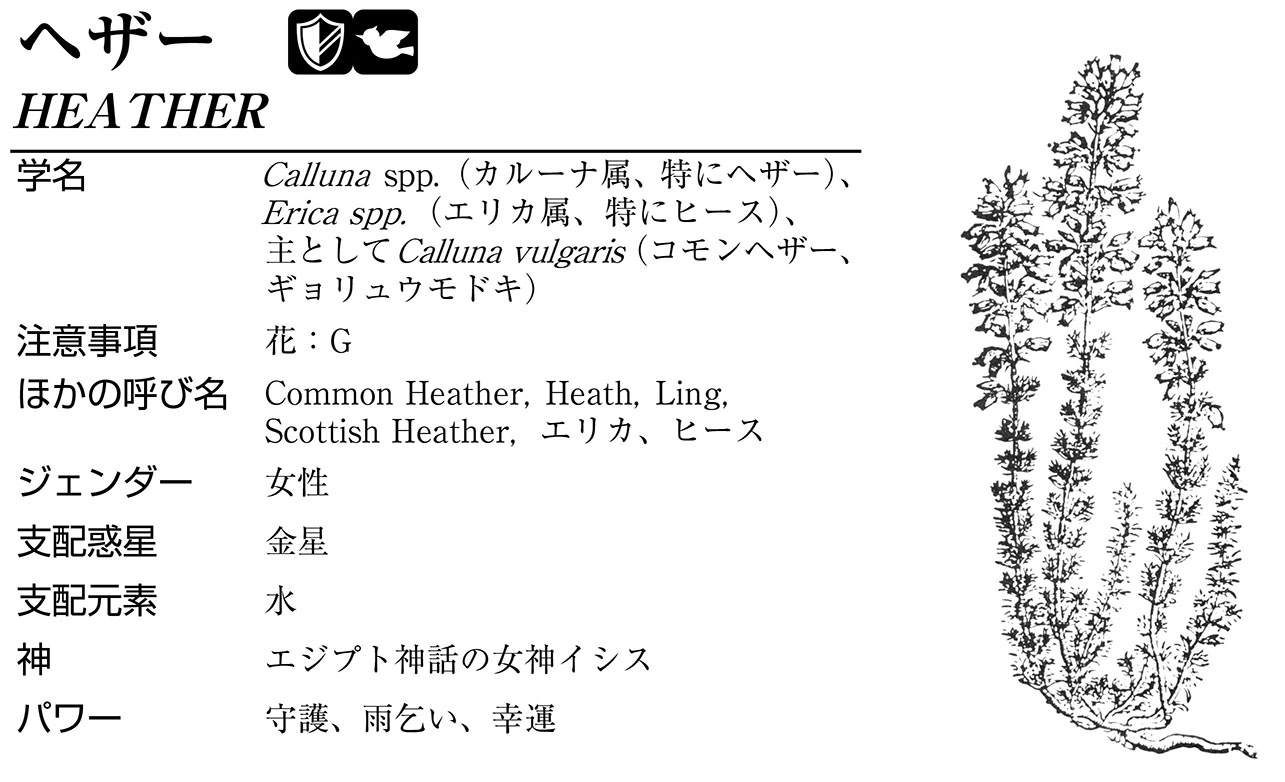 ヘザー
HEATHER
学名 Calluna spp.（カルーナ属、特にヘザー）、
Erica spp.（エリカ属、特にヒース）、
主としてCalluna vulgaris（コモンヘザー、
ギョリュウモドキ）
注意事項 花：G
ほかの呼び名 Common Heather, Heath, Ling,
Scottish Heather, エリカ、ヒース
ジェンダー 女性
支配惑星 金星
支配元素 水
神 エジプト神話の女神イシス
パワー 守護、雨乞い、幸運